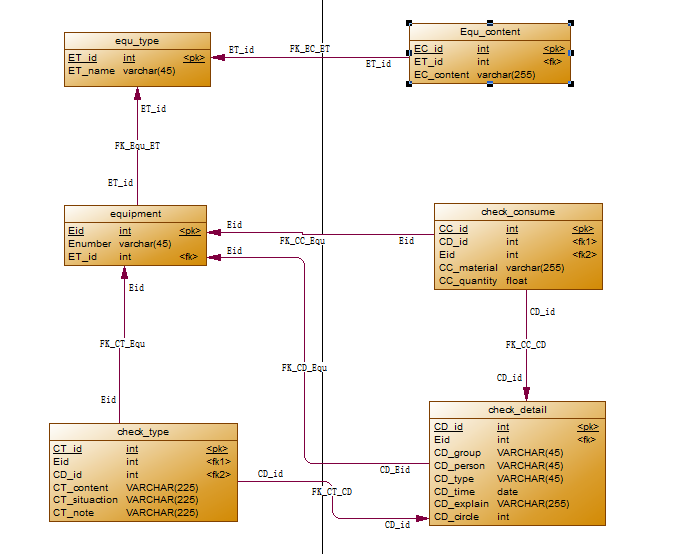 equ_type
ET_id int <pk>
ET_name varchar(45)
ET_id
FK_EC_ET
ET_id
Equ_content
EC_id int <pk>
ET_id int <fk>
EC_content varchar(255)
ET_id
FK_Equ_ET
ET_id
equipment
Eid int <pk>
Enumber varchar(45)
ET_id int <fk>
Eid
FK_CC_Equ
Eid
Eid
check_consume
CC_id int <pk>
CD_id int <fk1>
Eid int <fk2>
CC_material varchar(255)
CC_quantity float
Eid
FK_CT_Equ
Eid
CD_id
FK_CC_CD
CD_id
FK_CD_Equ
CD_Eid
check_type
CT_id int <pk>
Eid int <fk1>
CD_id int <fk2>
CT_content VARCHAR(225)
CT_situaction VARCHAR(225)
CT_note VARCHAR(225)
CD_id
FK_CT_CD
CD_id
check_detail
CD_id int <pk>
Eid int <fk>
CD_group VARCHAR(45)
CD_person VARCHAR(45)
CD_type VARCHAR(45)
CD_time date
CD_explain VARCHAR(255)
CD_circle int